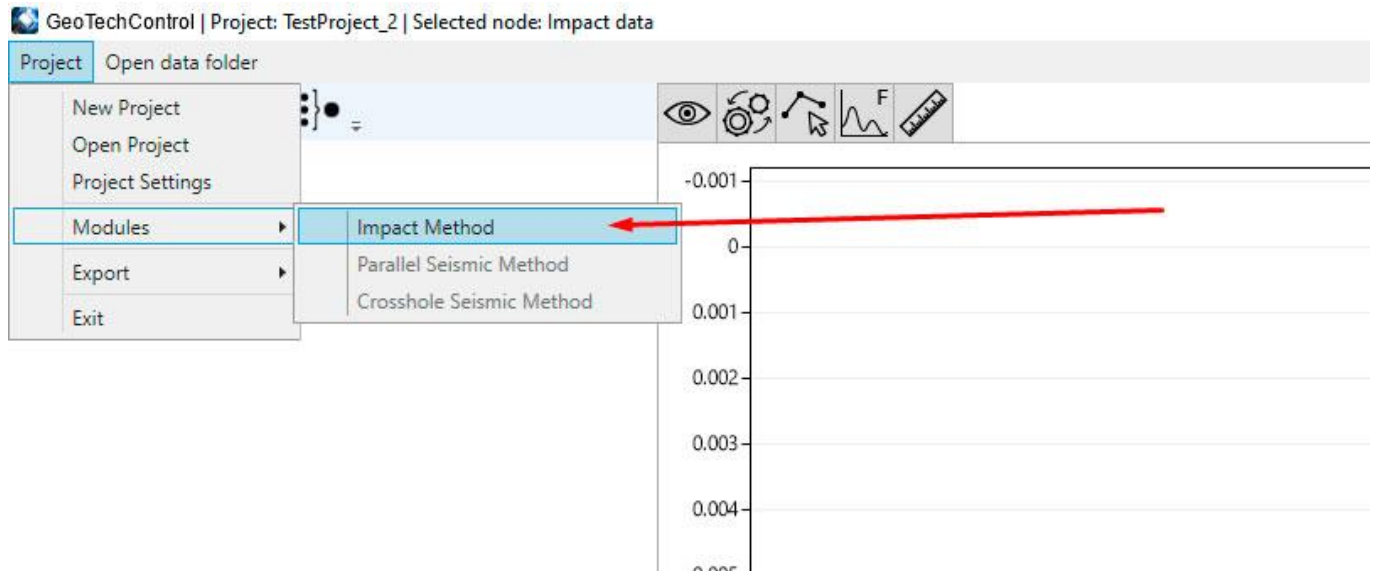 GeoTechControl | Project: TestProject_2 | Selected node: Impact data
Project Open data folder
New Project
Open Project
Project Settings
Modules
Impact Method
Parallel Seismic Method
Crosshole Seismic Method
Export
Exit
F
-0.001
0
0.001
0.002
0.003
0.004